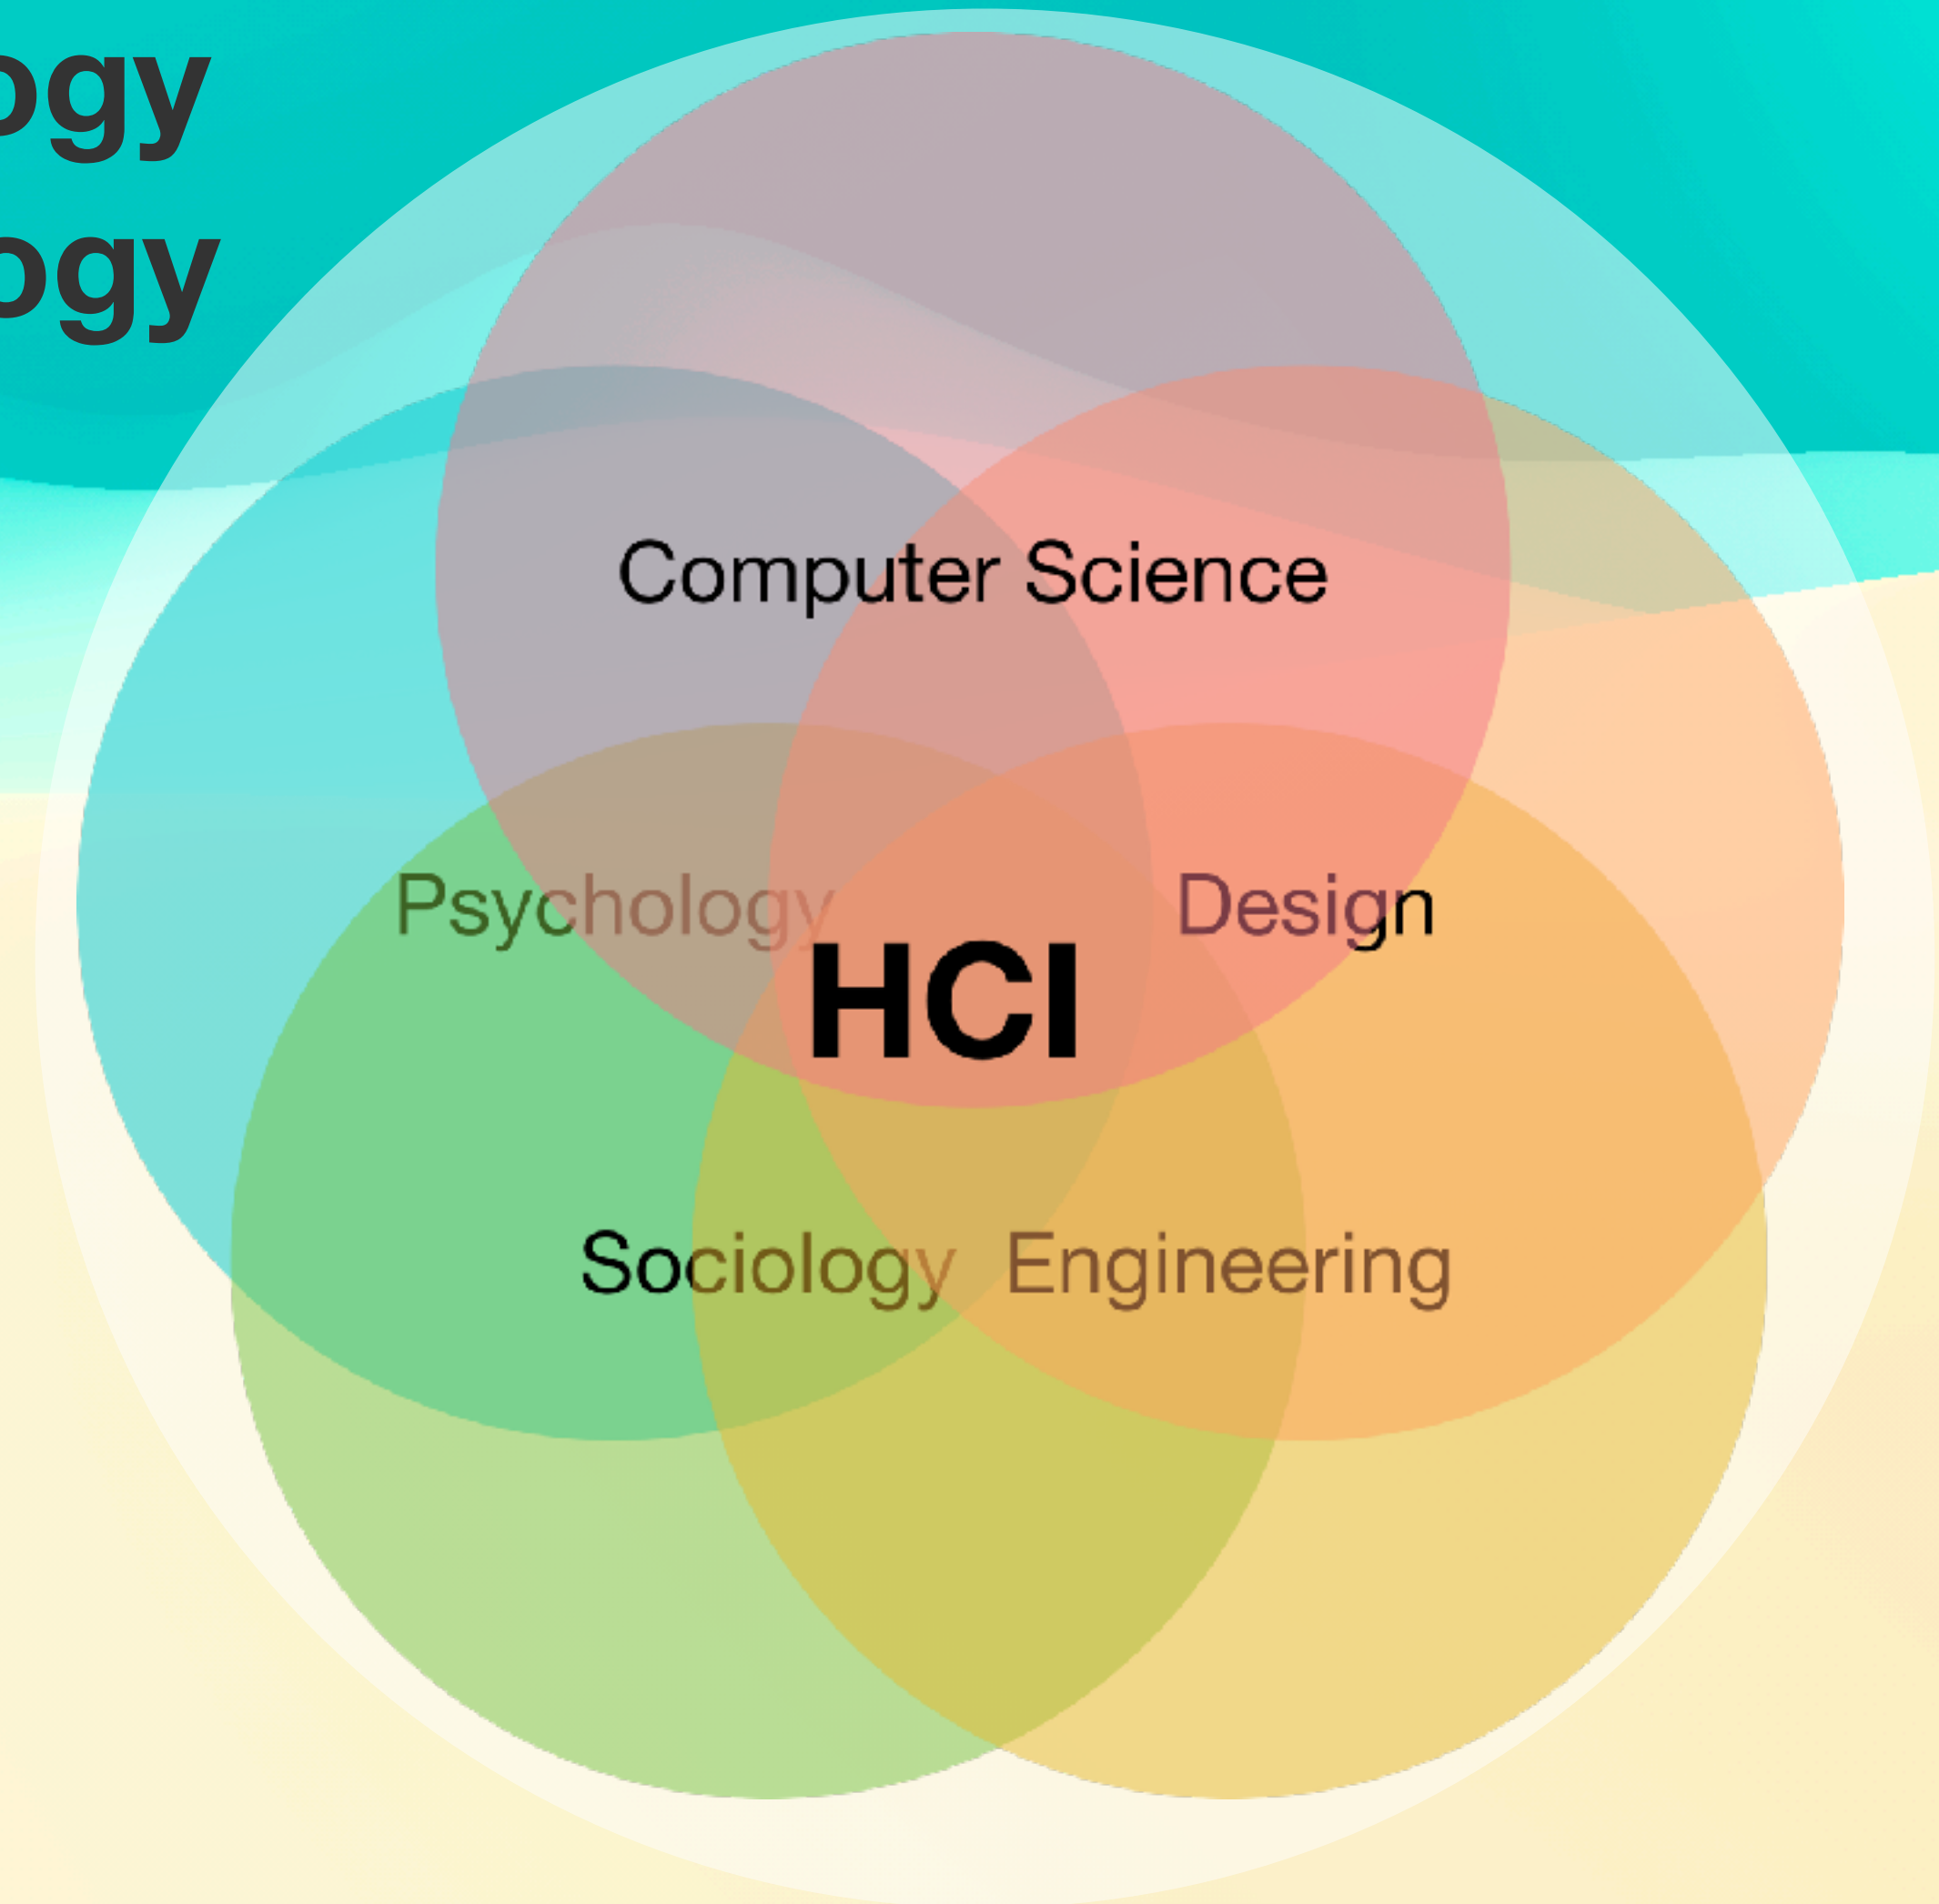 ogy
ogy
Computer Science
Psychology
Design
HCI
Sociology
Engineering